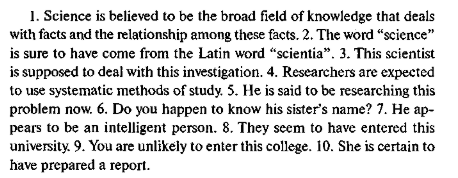 1. Science is believed to be the broad field of knowledge that deals
with facts and the relationship among these facts. 2. The word “science”
is sure to have come from the Latin word “scientia”. 3. This scientist
is supposed to deal with this investigation. 4. Researchers are expected
to use systematic methods of study. 5. He is said to be researching this
problem now. 6. Do you happen to know his sister’s name? 7. He ap-
pears to be an intelligent person. 8. They seem to have entered this
university. 9. You are unlikely to enter this college. 10. She is certain to
have prepared a report.